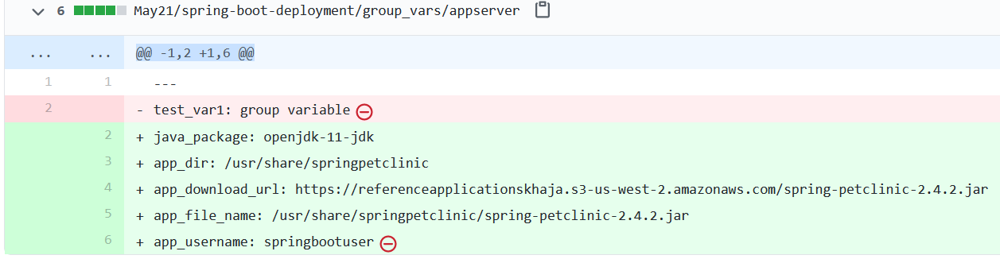 6 May21/spring-boot-deployment/group_vars/appserver
... ... @@ -1,2 +1,6 @@
1 1 ---
2 - test_var1: group variable
2 + java_package: openjdk-11-jdk
3 + app_dir: /usr/share/springpetclinic
4 + app_download_url: https://referenceapplicationskhaja.s3-us-west-2.amazonaws.com/spring-petclinic-2.4.2.jar
5 + app_file_name: /usr/share/springpetclinic/spring-petclinic-2.4.2.jar
6 + app_username: springbootuser